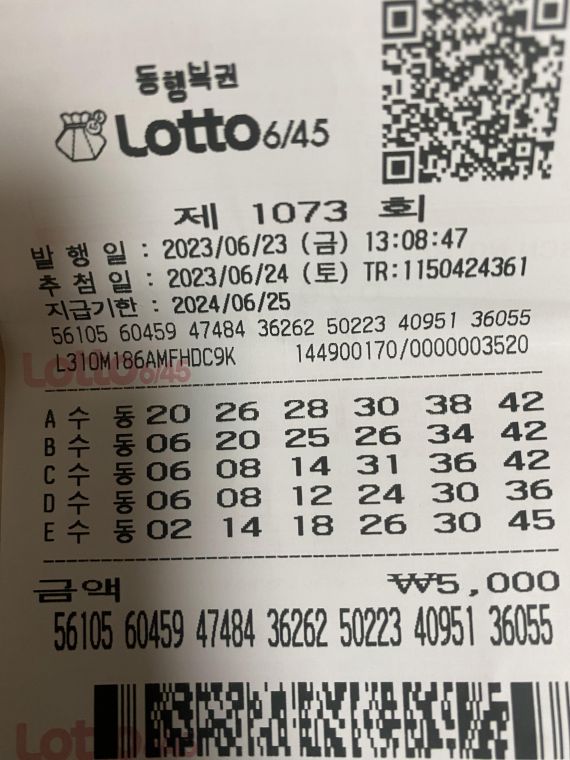 동행복권
Lotto 6/45
제 1073 회
발 행 일 : 2023/06/23 (금) 13:08:47
추 첨 일 : 2023/06/24 (토) TR:1150424361
지급기한 : 2024/06/25
56105 60459 47484 36262 50223 40951 36055
L310M186AMFHDC9K 144900170/0000003520
Lotto 6/45
A 수 동 20 26 28 30 38 42
B 수 동 06 20 25 26 34 42
C 수 동 06 08 14 31 36 42
D 수 동 06 08 12 24 30 36
E 수 동 02 14 18 26 30 45
금액 ₩5,000
56105 60459 47484 36262 50223 40951 36055
Lotto